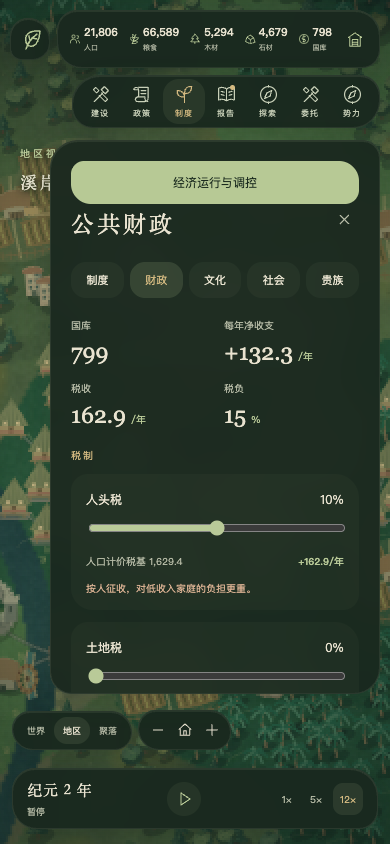 21,806 66,589 5,294 4,679 798
人口 粮食 木材 石材 国库
建设 政策 制度 报告 探索 委托 势力
地区视
溪岸
经济运行与调控
公共财政
制度 财政 文化 社会 贵族
国库 每年净收支
799 +132.3 /年
税收 税负
162.9 /年 15 %
税制
人头税 10%
人口计价税基 1,629.4 +162.9/年
按人征收，对低收入家庭的负担更重。
土地税 0%
世界 地区 聚落
纪元 2 年
暂停
1× 5× 12×